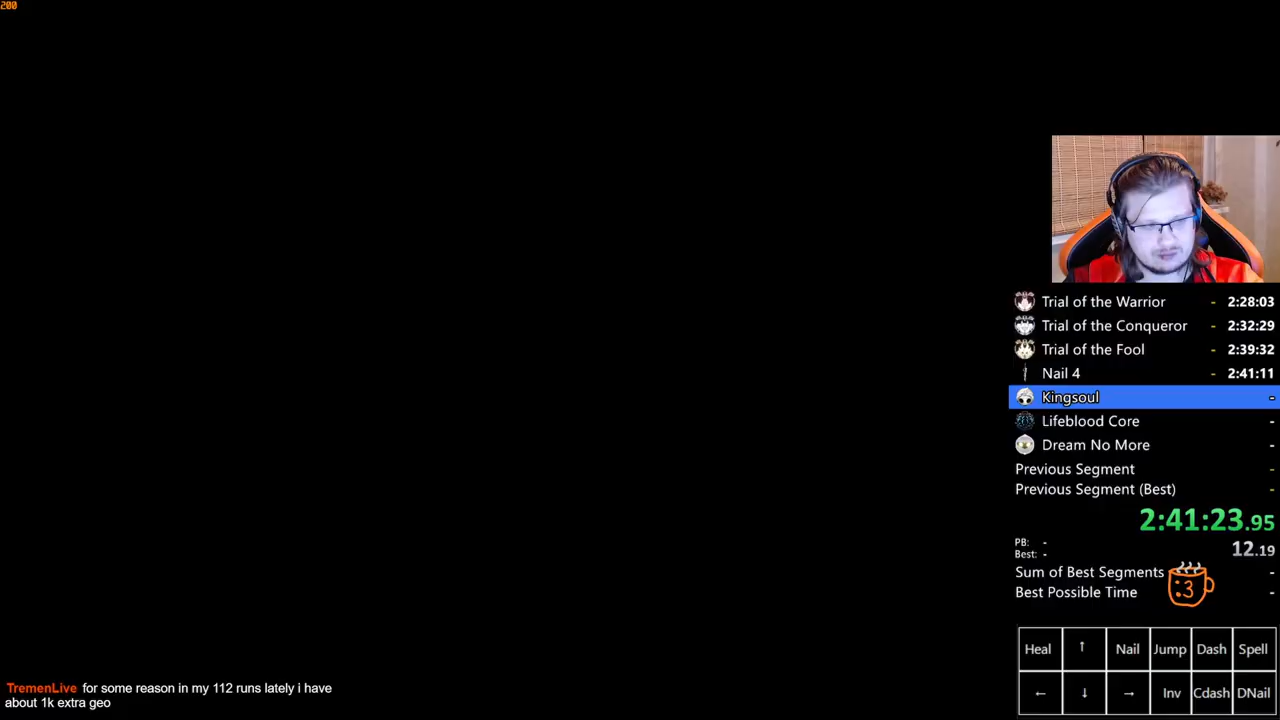 200
Trial of the Warrior - 2:28:03
Trial of the Conqueror - 2:32:29
Trial of the Fool - 2:39:32
Nail 4 - 2:41:11
Kingsoul -
Lifeblood Core -
Dream No More -
Previous Segment -
Previous Segment (Best) -
2:41:23.95
PB: - 12.19
Best: -
Sum of Best Segments -
Best Possible Time -
:3
Heal ↑ Nail Jump Dash Spell
← ↓ → Inv Cdash DNail
TremenLive for some reason in my 112 runs lately i have
about 1k extra geo